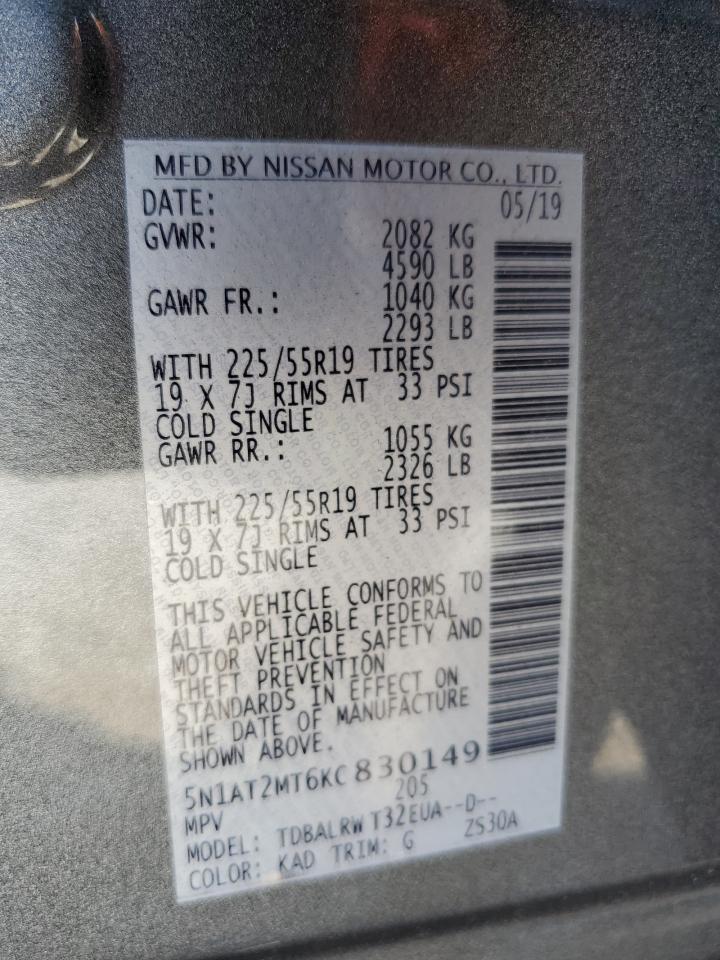 MFD BY NISSAN MOTOR CO., LTD.
DATE: 05/19
GVWR: 2082 KG
4590 LB
GAWR FR.: 1040 KG
2293 LB
WITH 225/55R19 TIRES
19 X 7J RIMS AT 33 PSI
COLD SINGLE
GAWR RR.: 1055 KG
2326 LB
WITH 225/55R19 TIRES
19 X 7J RIMS AT 33 PSI
COLD SINGLE
THIS VEHICLE CONFORMS TO
ALL APPLICABLE FEDERAL
MOTOR VEHICLE SAFETY AND
THEFT PREVENTION
STANDARDS IN EFFECT ON
THE DATE OF MANUFACTURE
SHOWN ABOVE.
5N1AT2MT6KC830149
MPV 205
MODEL: TDBALRW T32EUA--D--
COLOR: KAD TRIM: G ZS30A